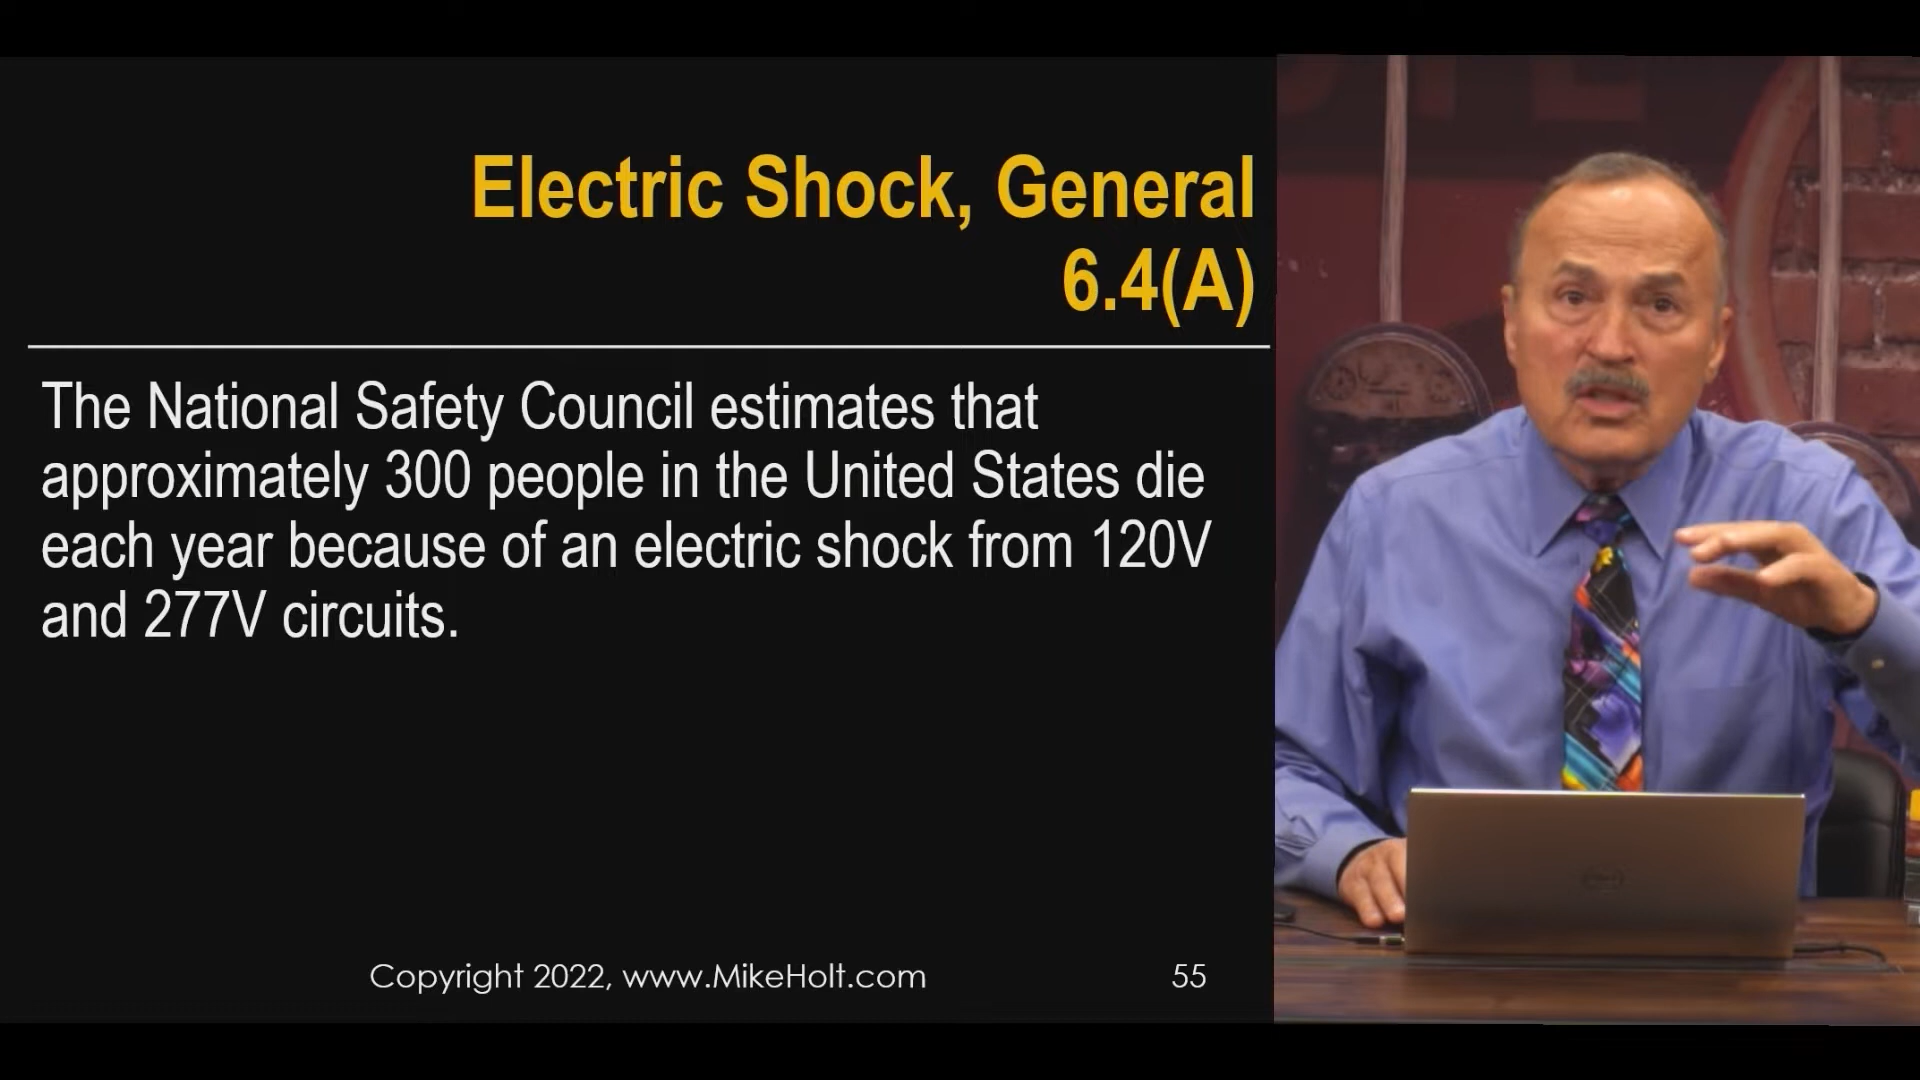 Electric Shock, General
6.4(A)
The National Safety Council estimates that
approximately 300 people in the United States die
each year because of an electric shock from 120V
and 277V circuits.
Copyright 2022, www.MikeHolt.com 55